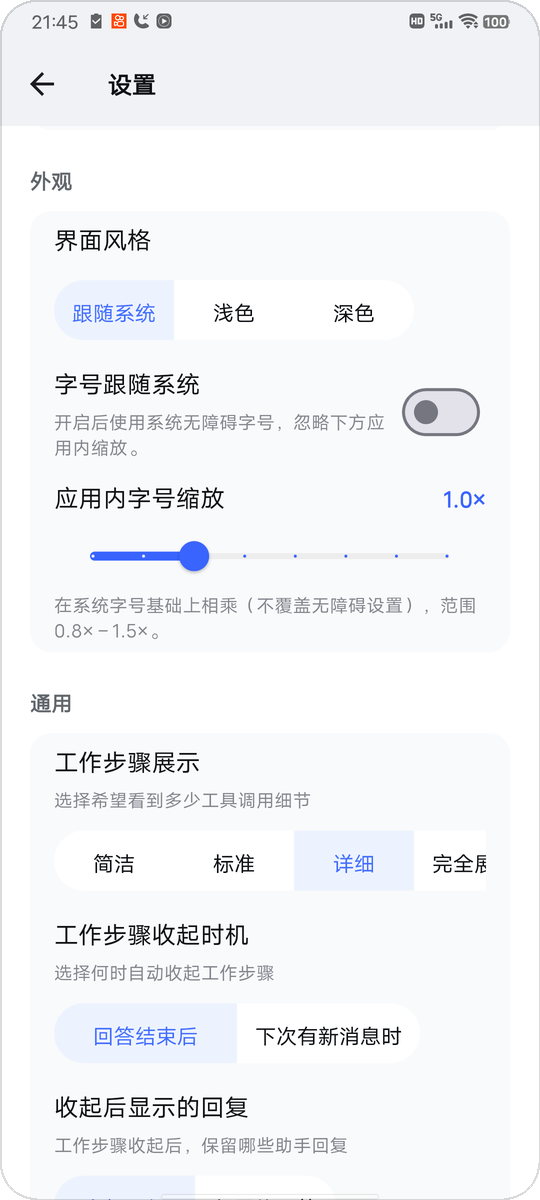 21:45
HD 5G 100
设置
外观
界面风格
跟随系统 浅色 深色
字号跟随系统
开启后使用系统无障碍字号，忽略下方应
用内缩放。
应用内字号缩放 1.0×
在系统字号基础上相乘（不覆盖无障碍设置），范围
0.8×–1.5×。
通用
工作步骤展示
选择希望看到多少工具调用细节
简洁 标准 详细 完全展
工作步骤收起时机
选择何时自动收起工作步骤
回答结束后 下次有新消息时
收起后显示的回复
工作步骤收起后，保留哪些助手回复